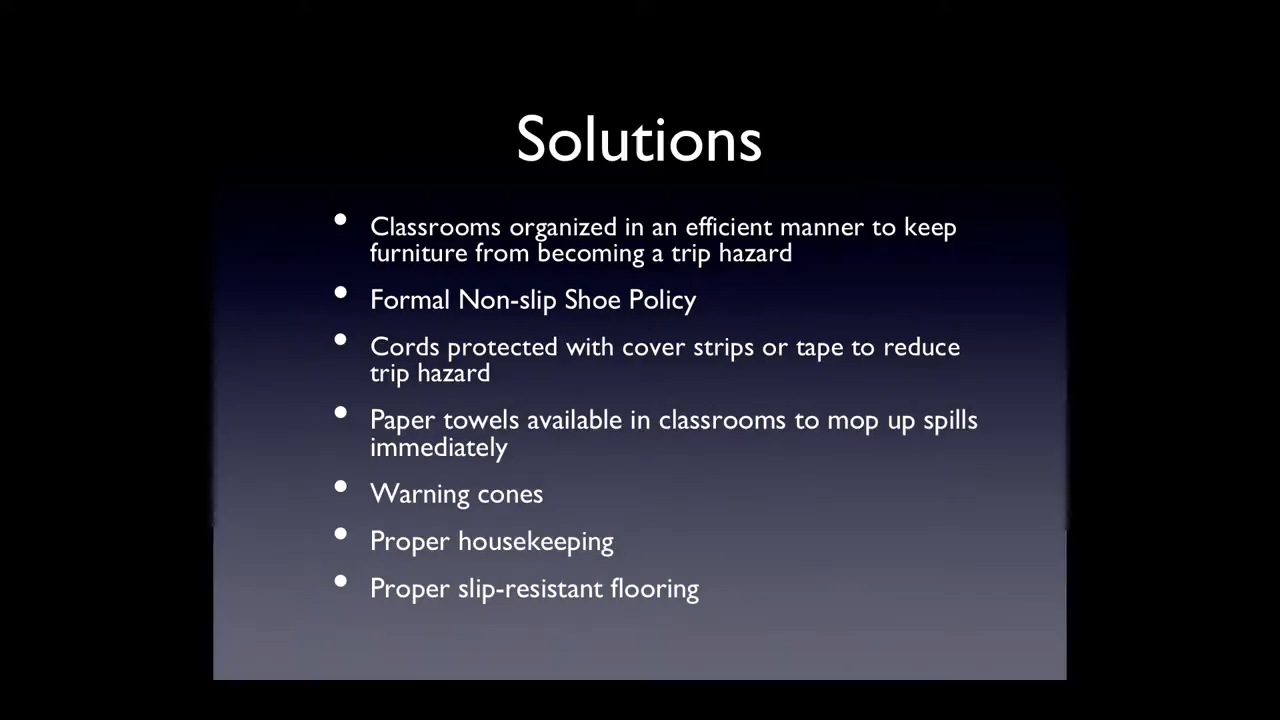 Solutions
• Classrooms organized in an efficient manner to keep
furniture from becoming a trip hazard
• Formal Non-slip Shoe Policy
• Cords protected with cover strips or tape to reduce
trip hazard
• Paper towels available in classrooms to mop up spills
immediately
• Warning cones
• Proper housekeeping
• Proper slip-resistant flooring